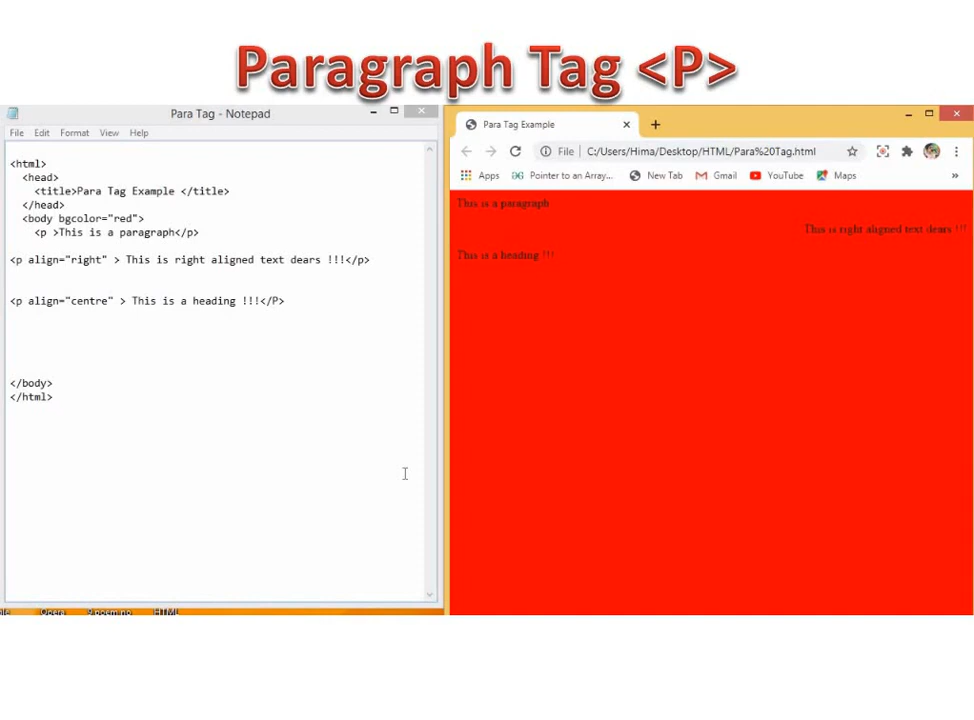 Paragraph Tag <P>
Para Tag - Notepad
File Edit Format View Help
<html>
<head>
<title>Para Tag Example </title>
</head>
<body bgcolor="red">
<p >This is a paragraph</p>
<p align="right" > This is right aligned text dears !!!</p>
<p align="centre" > This is a heading !!!</P>
</body>
</html>
Opera
HTML
Para Tag Example
File C:/Users/Hima/Desktop/HTML/Para%20Tag.html
Apps Pointer to an Array... New Tab Gmail YouTube Maps »
This is a paragraph
This is right aligned text dears !!!
This is a heading !!!